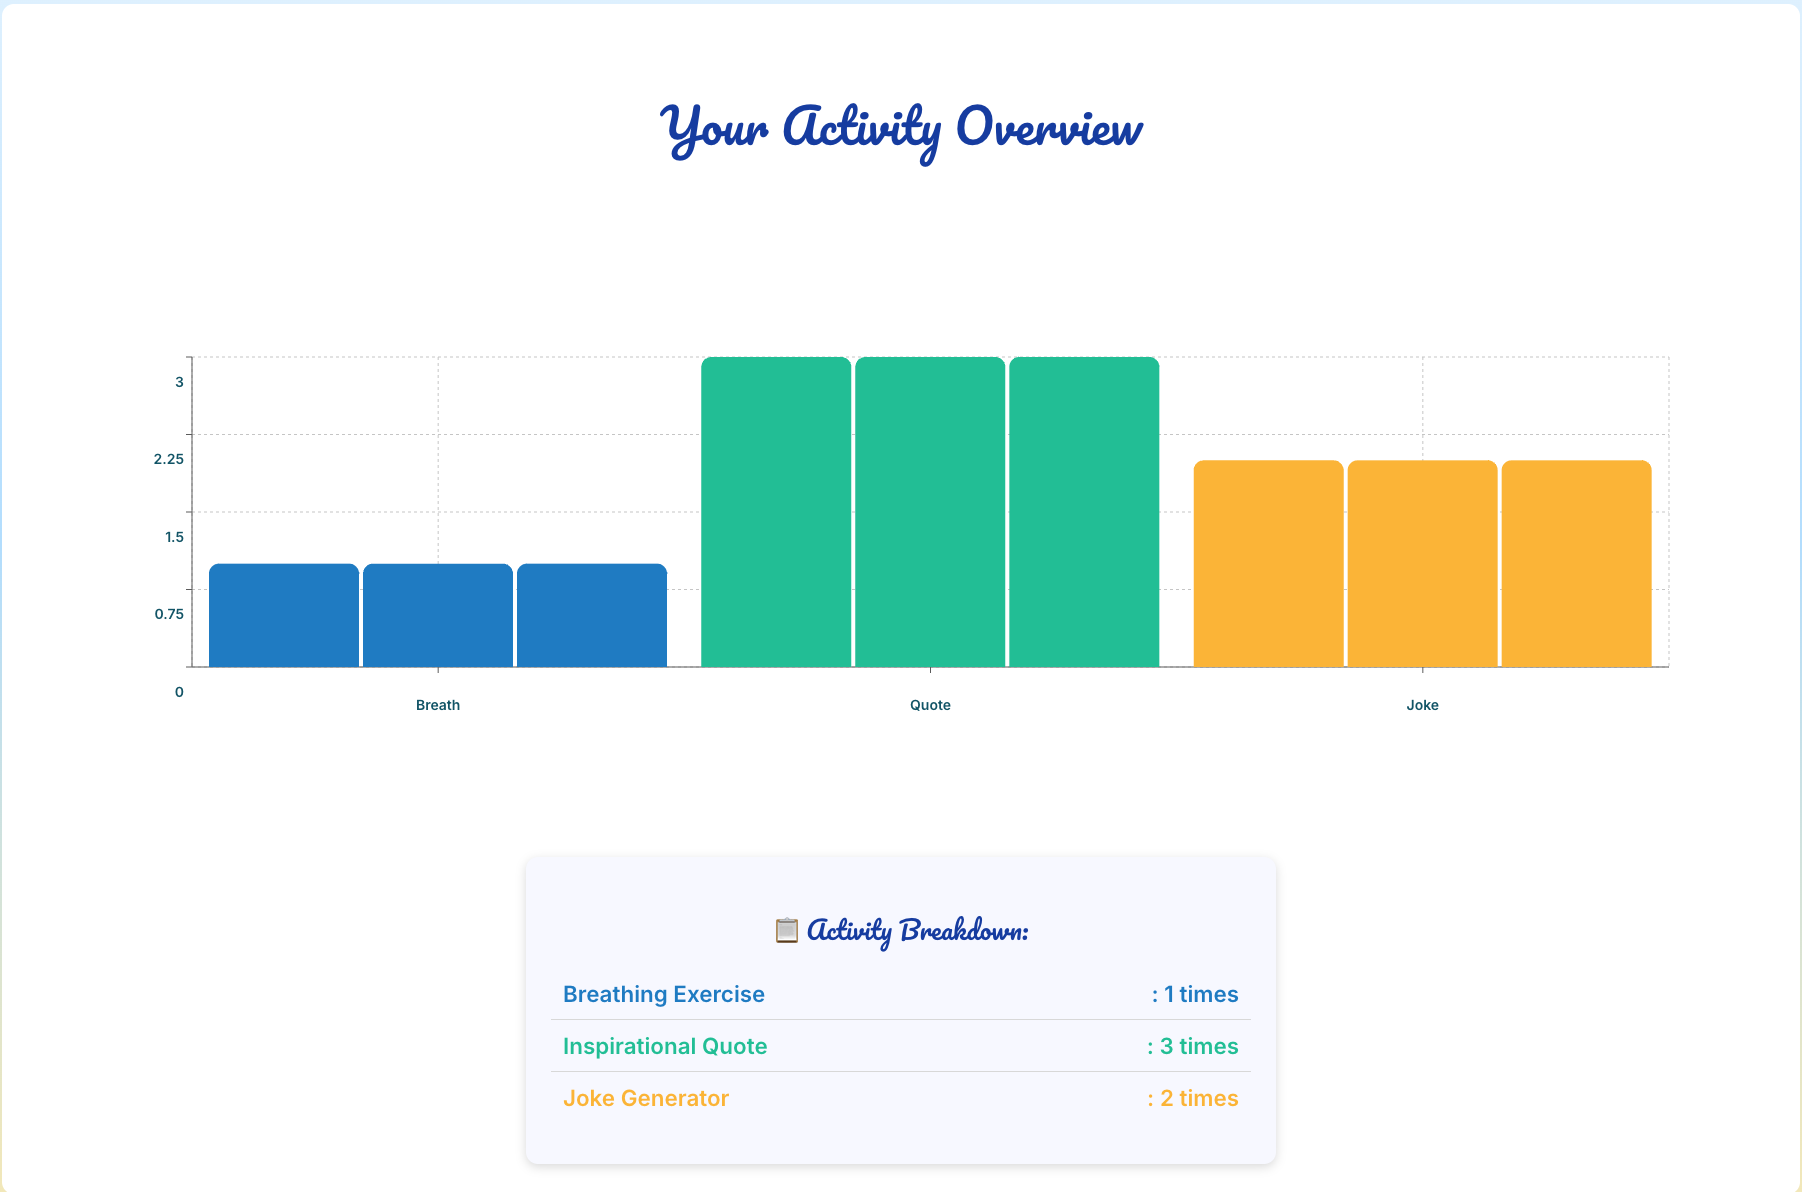 Your Activity Overview
3
2.25
1.5
0.75
0
Breath Quote Joke
📋 Activity Breakdown:
Breathing Exercise : 1 times
Inspirational Quote : 3 times
Joke Generator : 2 times